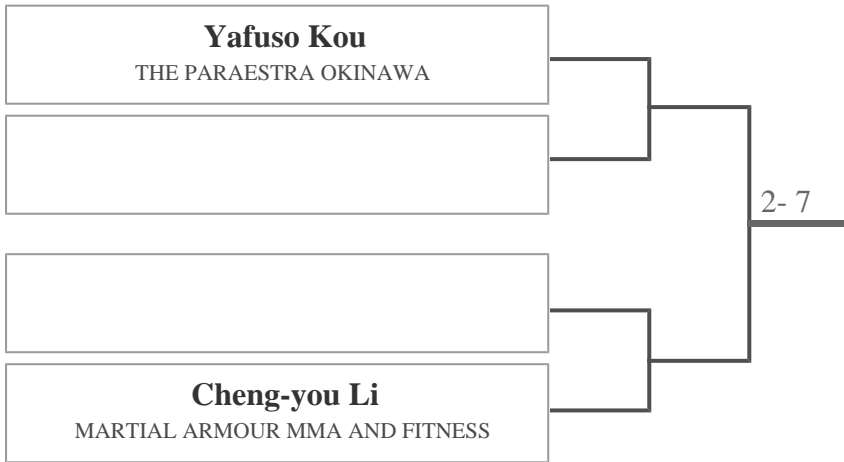 Yafuso Kou
THE PARAESTRA OKINAWA
2- 7
Cheng-you Li
MARTIAL ARMOUR MMA AND FITNESS